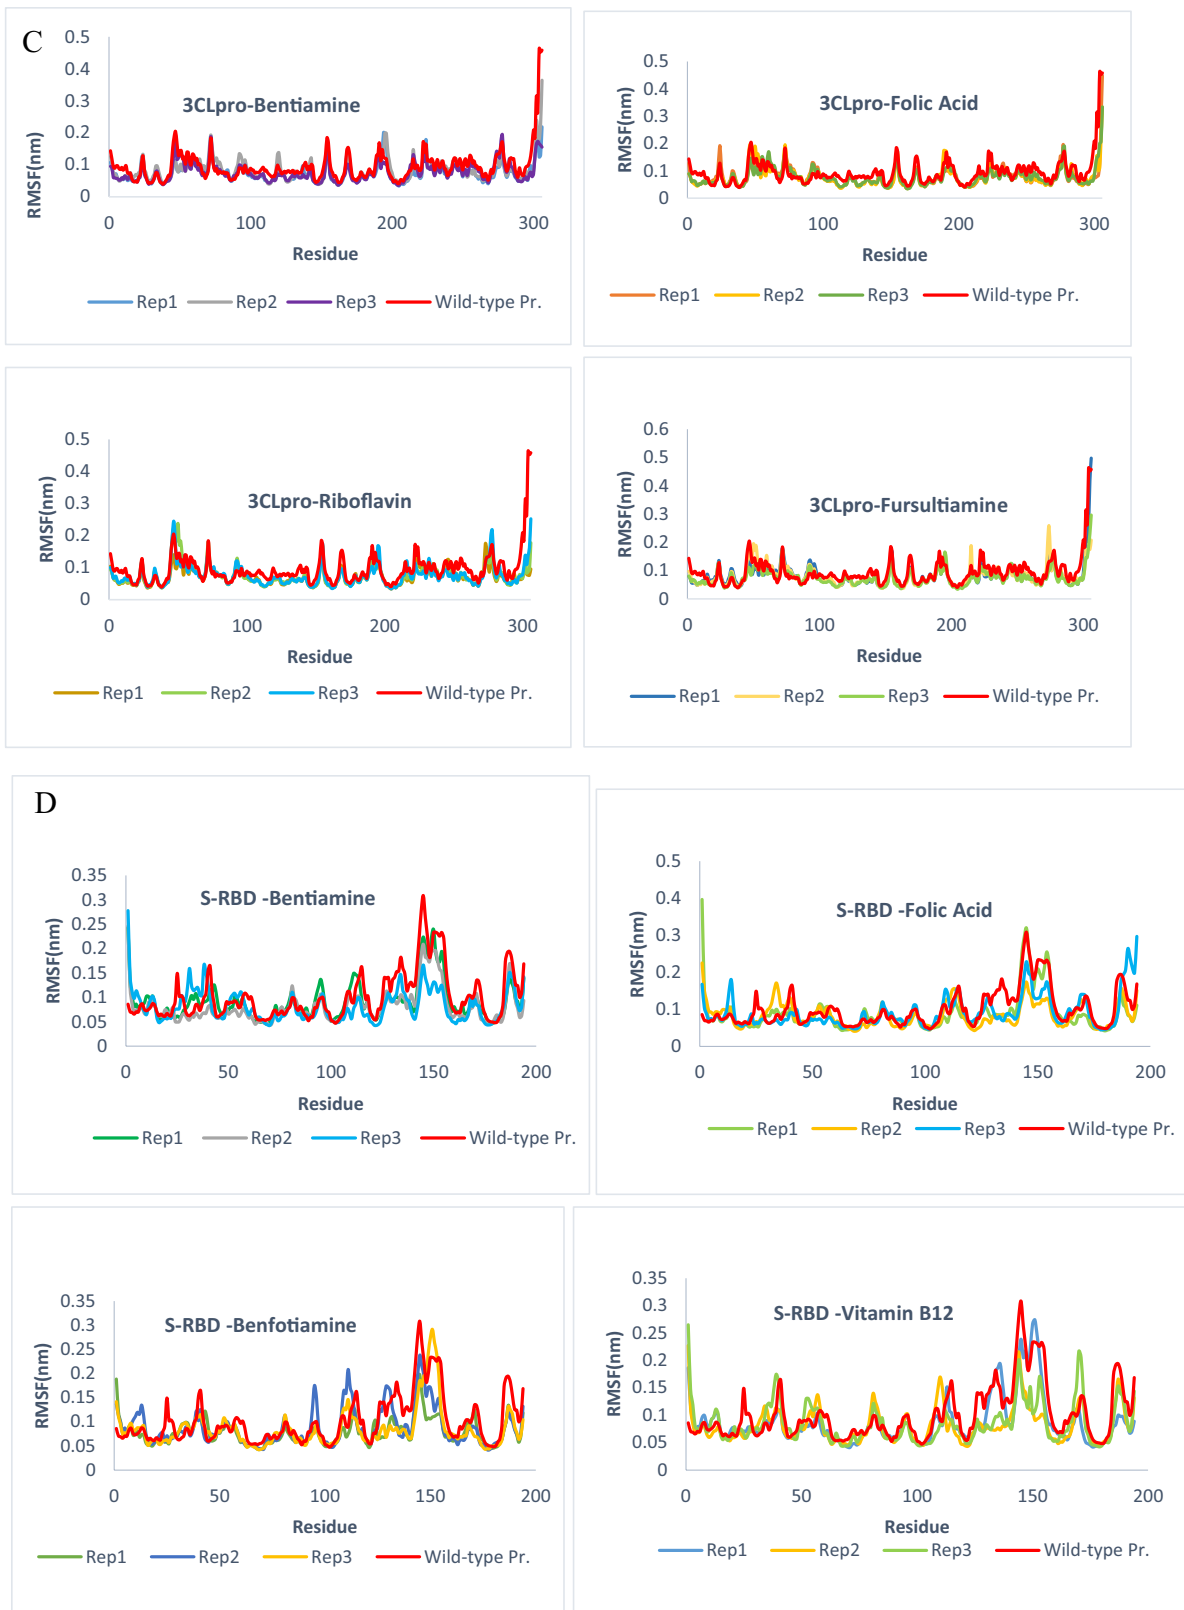 C
3CLpro-Bentiamine
RMSF(nm)
0.5
0.4
0.3
0.2
0.1
0
0 100 200 300
Residue
Rep1 Rep2 Rep3 Wild-type Pr.
3CLpro-Folic Acid
RMSF(nm)
0.5
0.4
0.3
0.2
0.1
0
0 100 200 300
Residue
Rep1 Rep2 Rep3 Wild-type Pr.
3CLpro-Riboflavin
RMSF(nm)
0.5
0.4
0.3
0.2
0.1
0
0 100 200 300
Residue
Rep1 Rep2 Rep3 Wild-type Pr.
3CLpro-Fursultiamine
RMSF(nm)
0.6
0.5
0.4
0.3
0.2
0.1
0
0 100 200 300
Residue
Rep1 Rep2 Rep3 Wild-type Pr.
D
S-RBD -Bentiamine
RMSF(nm)
0.35
0.3
0.25
0.2
0.15
0.1
0.05
0
0 50 100 150 200
Residue
Rep1 Rep2 Rep3 Wild-type Pr.
S-RBD -Folic Acid
RMSF(nm)
0.5
0.4
0.3
0.2
0.1
0
0 50 100 150 200
Residue
Rep1 Rep2 Rep3 Wild-type Pr.
S-RBD -Benfotiamine
RMSF(nm)
0.35
0.3
0.25
0.2
0.15
0.1
0.05
0
0 50 100 150 200
Residue
Rep1 Rep2 Rep3 Wild-type Pr.
S-RBD -Vitamin B12
RMSF(nm)
0.35
0.3
0.25
0.2
0.15
0.1
0.05
0
0 50 100 150 200
Residue
Rep1 Rep2 Rep3 Wild-type Pr.